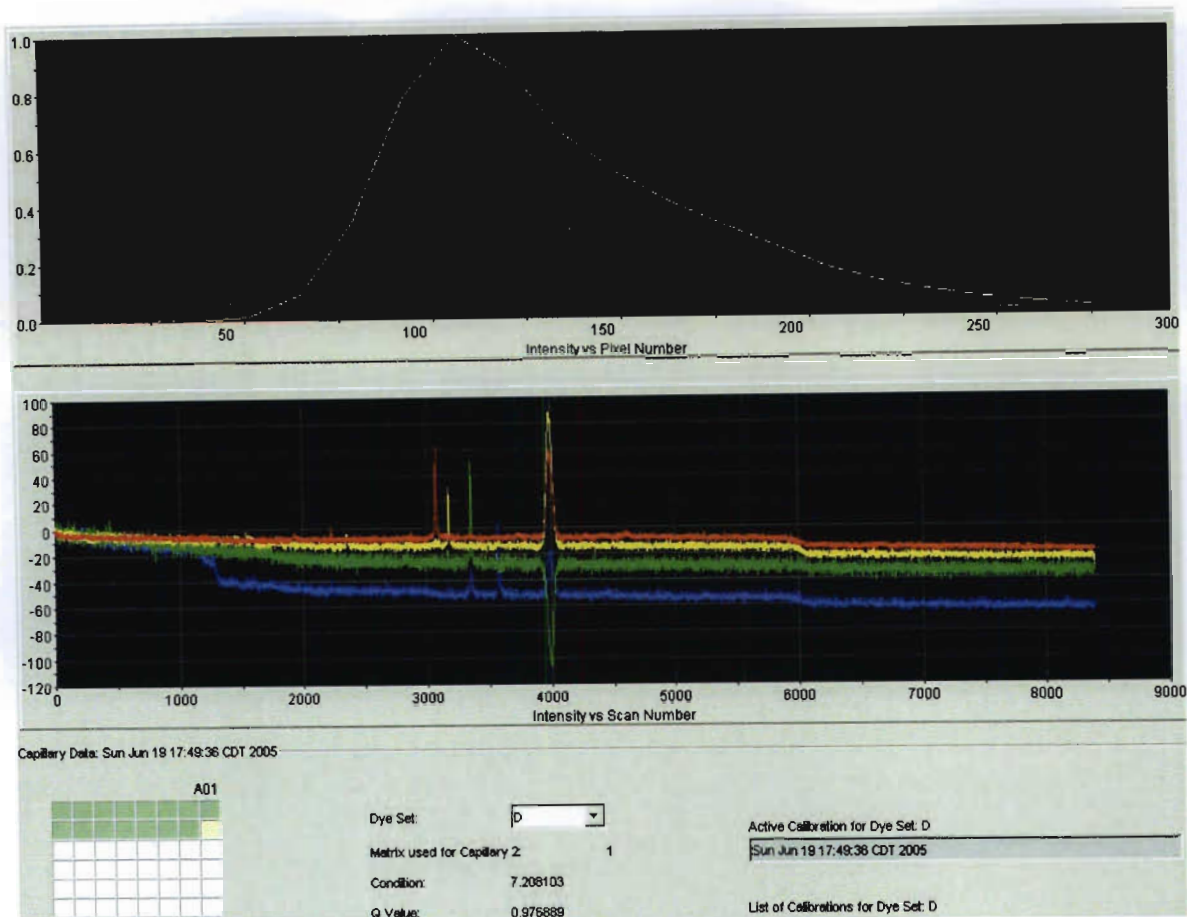 1.0
0.8
0.6
0.4
0.2
0.0
50 100 150 200 250 300
Intensity vs Pixel Number
100
80
60
40
20
0
-20
-40
-60
-80
-100
-120
0 1000 2000 3000 4000 5000 6000 7000 8000 9000
Intensity vs Scan Number
Capillary Data: Sun Jun 19 17:49:36 CDT 2005
A01
Dye Set: D
Matrix used for Capillary 2: 1
Condition: 7.208103
Q Value: 0.976889
Active Calibration for Dye Set: D
Sun Jun 19 17:49:36 CDT 2005
List of Calibrations for Dye Set: D